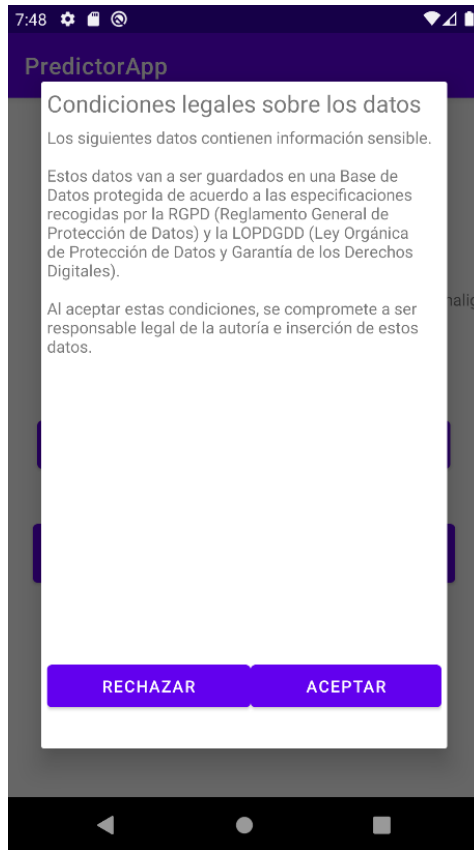 7:48
PredictorApp
Condiciones legales sobre los datos
Los siguientes datos contienen información sensible.
Estos datos van a ser guardados en una Base de
Datos protegida de acuerdo a las especificaciones
recogidas por la RGPD (Reglamento General de
Protección de Datos) y la LOPDGDD (Ley Orgánica
de Protección de Datos y Garantía de los Derechos
Digitales).
Al aceptar estas condiciones, se compromete a ser
responsable legal de la autoría e inserción de estos
datos.
RECHAZAR ACEPTAR